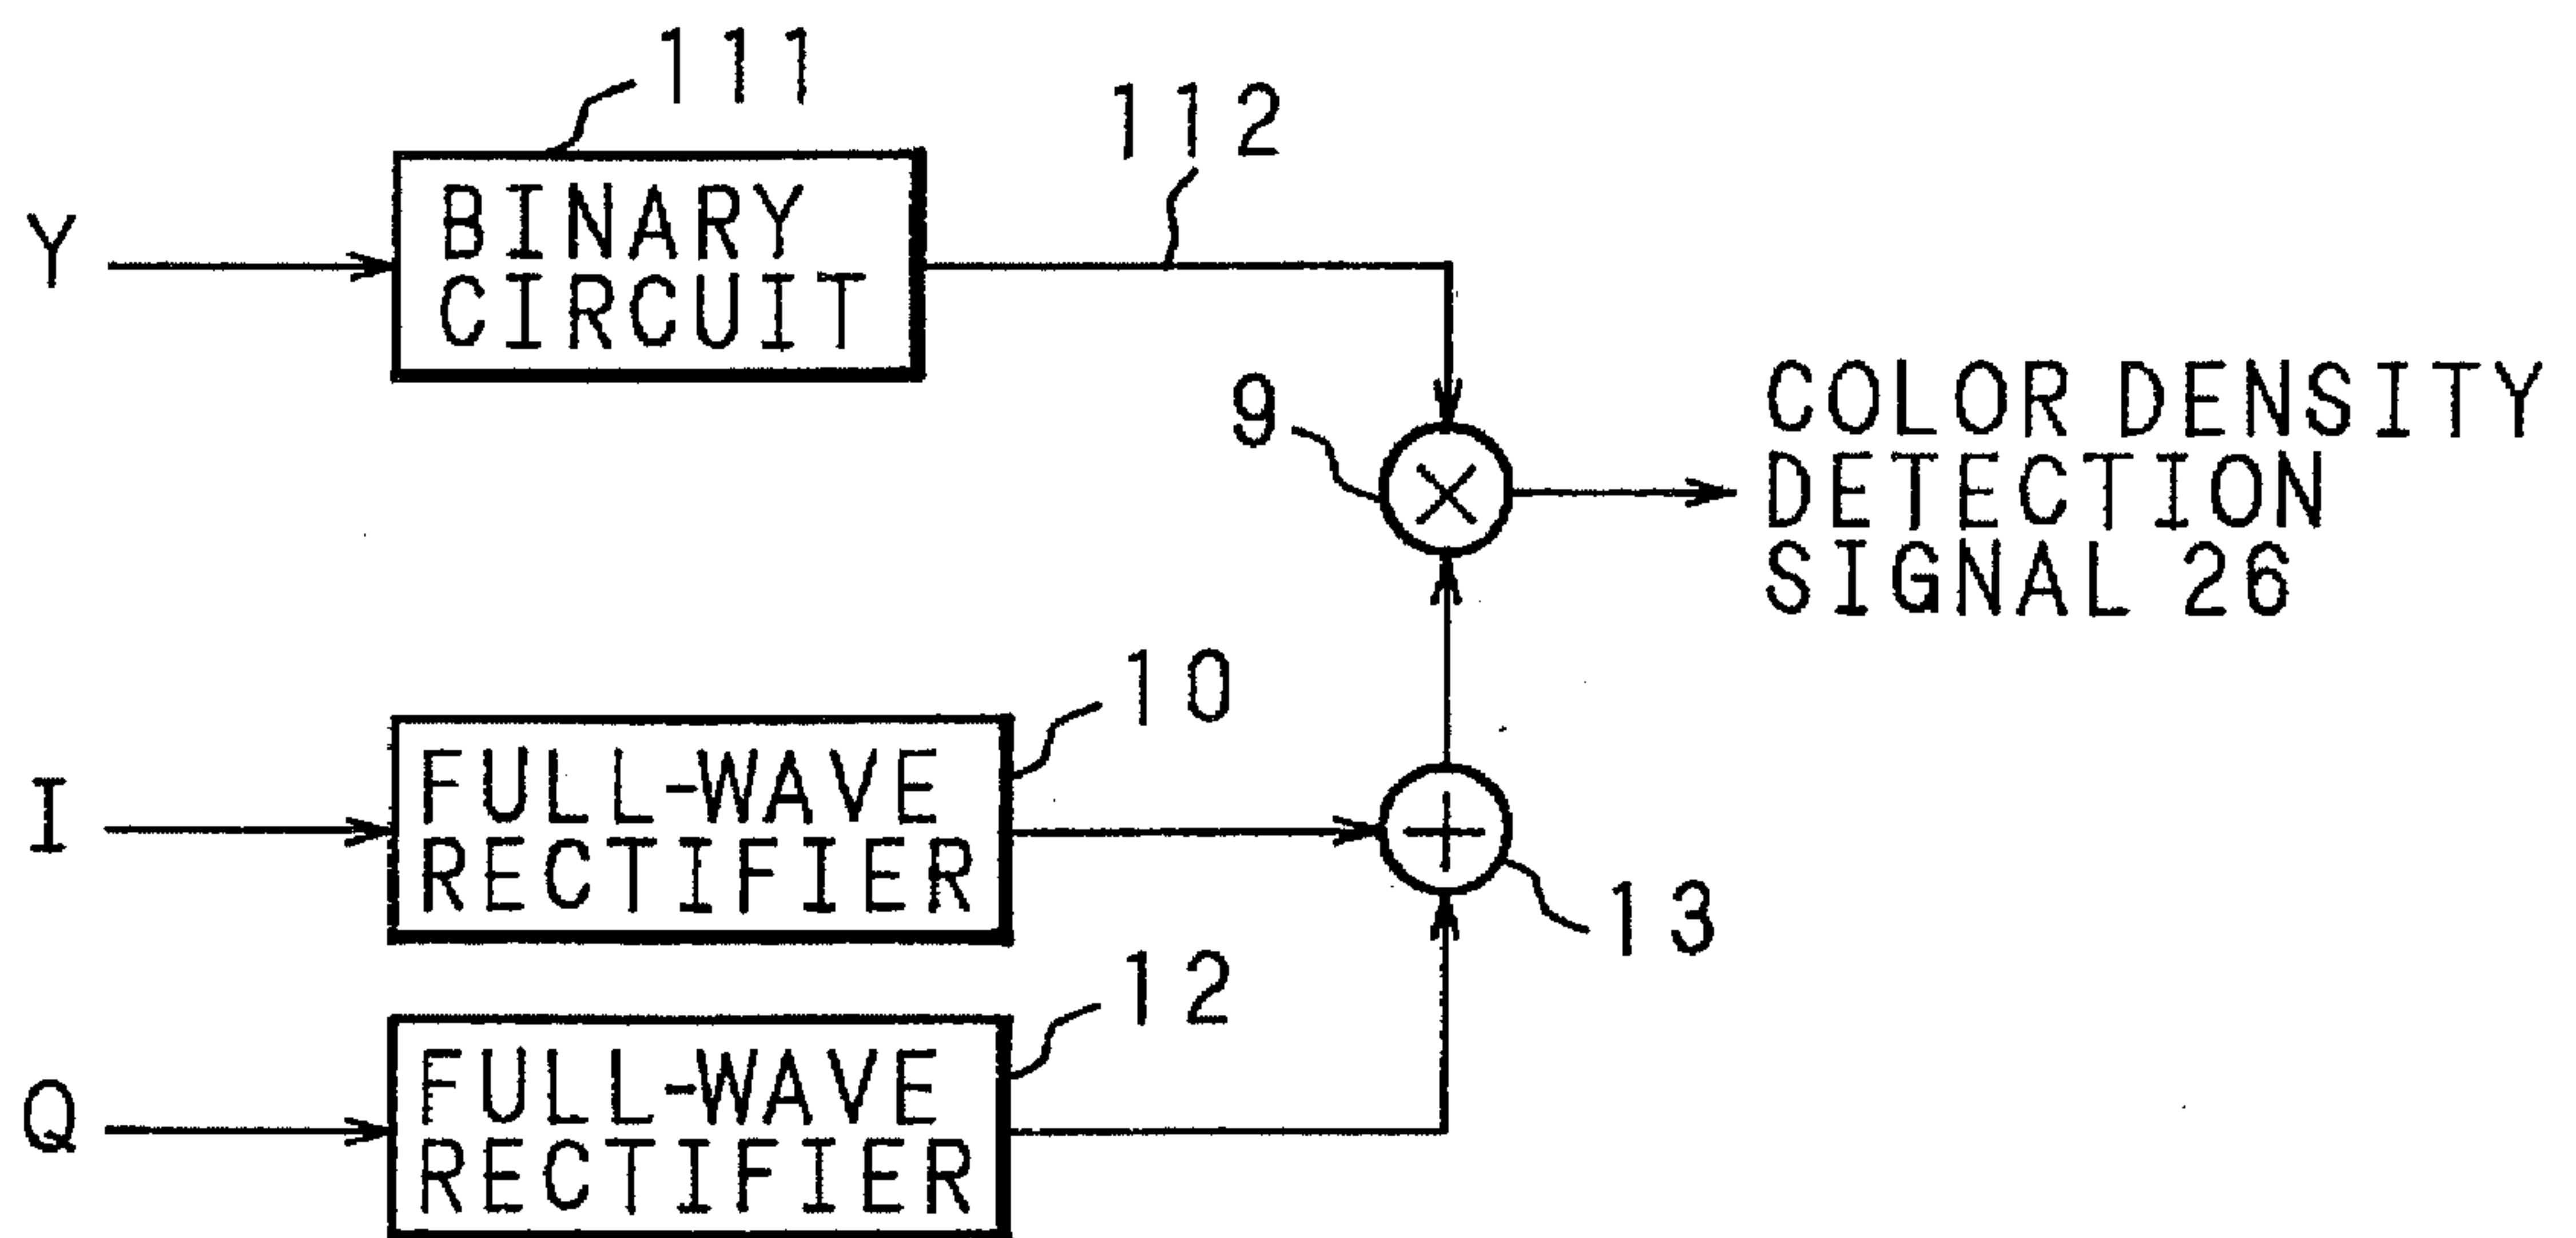 111
112
Y
BINARY
CIRCUIT
9
COLOR DENSITY
DETECTION
SIGNAL 26
10
I
FULL-WAVE
RECTIFIER
13
12
Q
FULL-WAVE
RECTIFIER